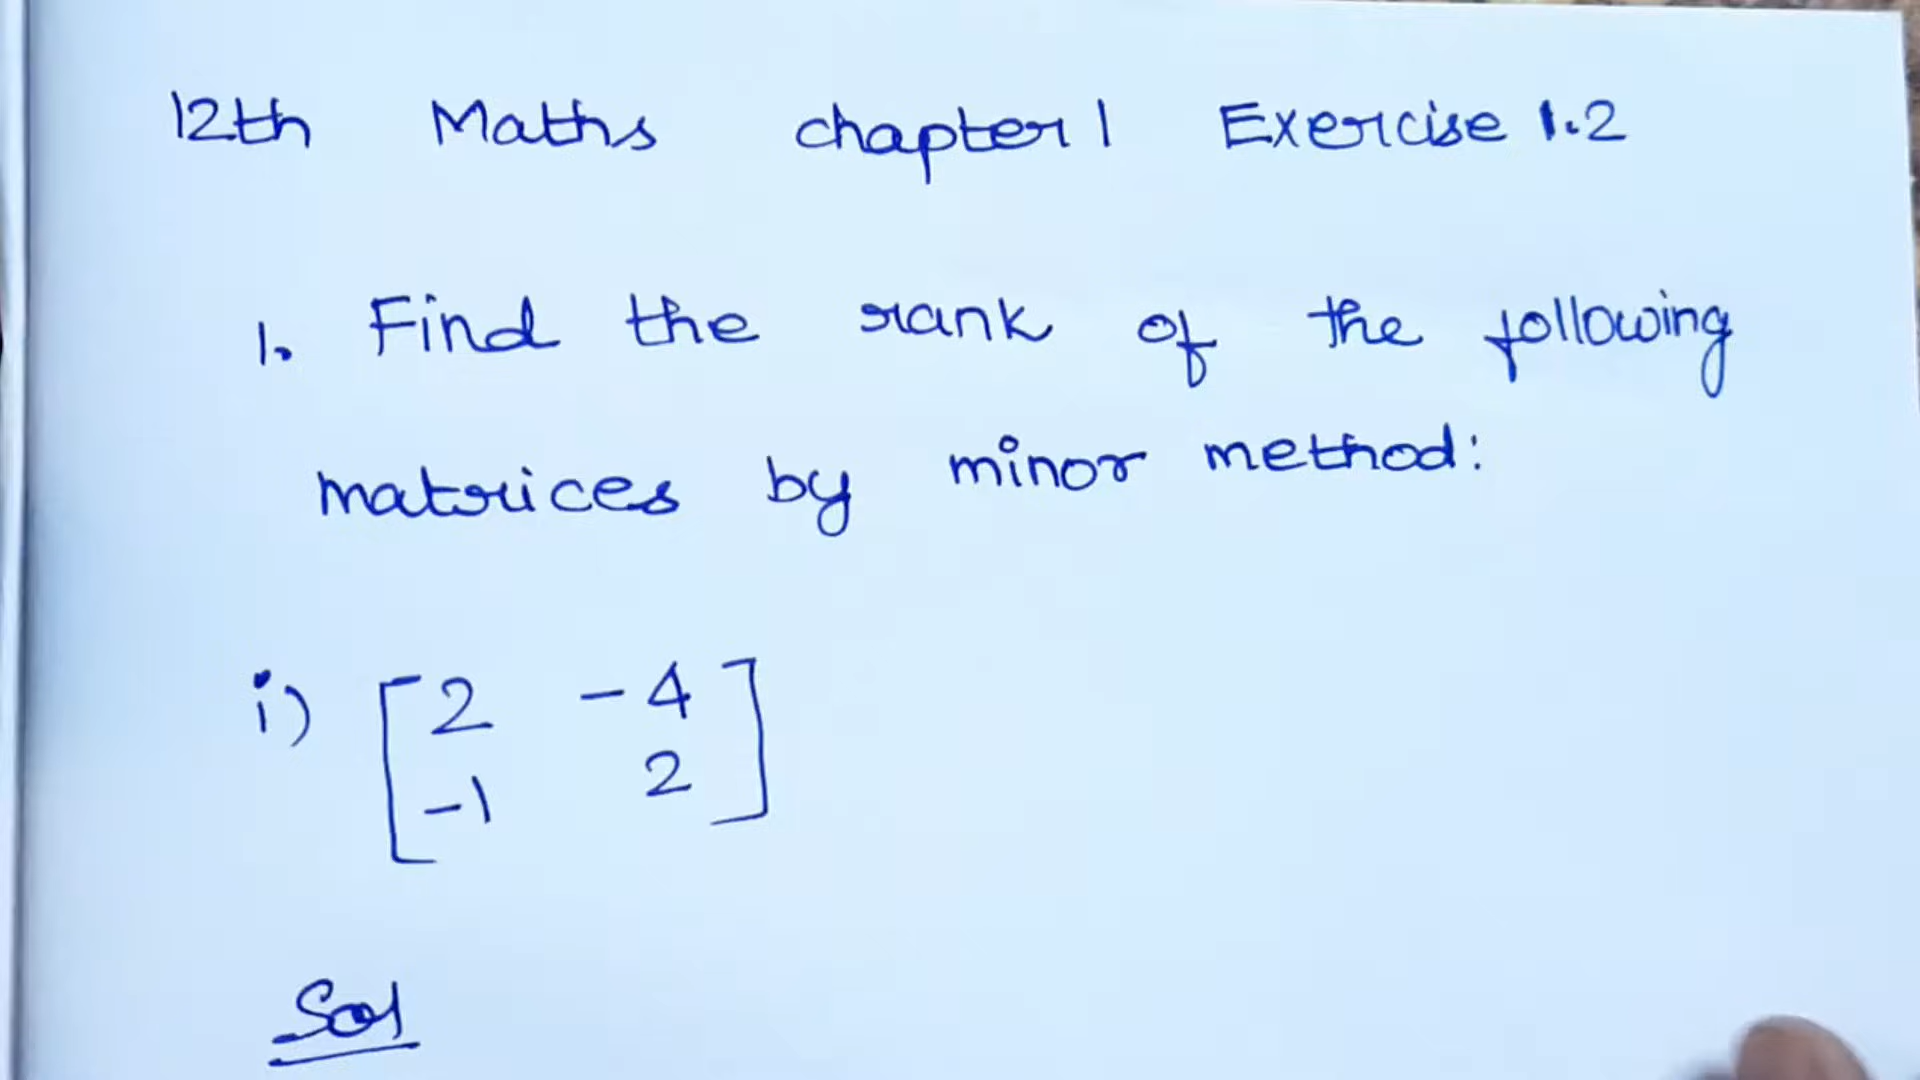 12th Maths chapter 1 Exercise 1.2
1. Find the rank of the following
matrices by minor method:
i) [ 2 -4
-1 2 ]
Sol